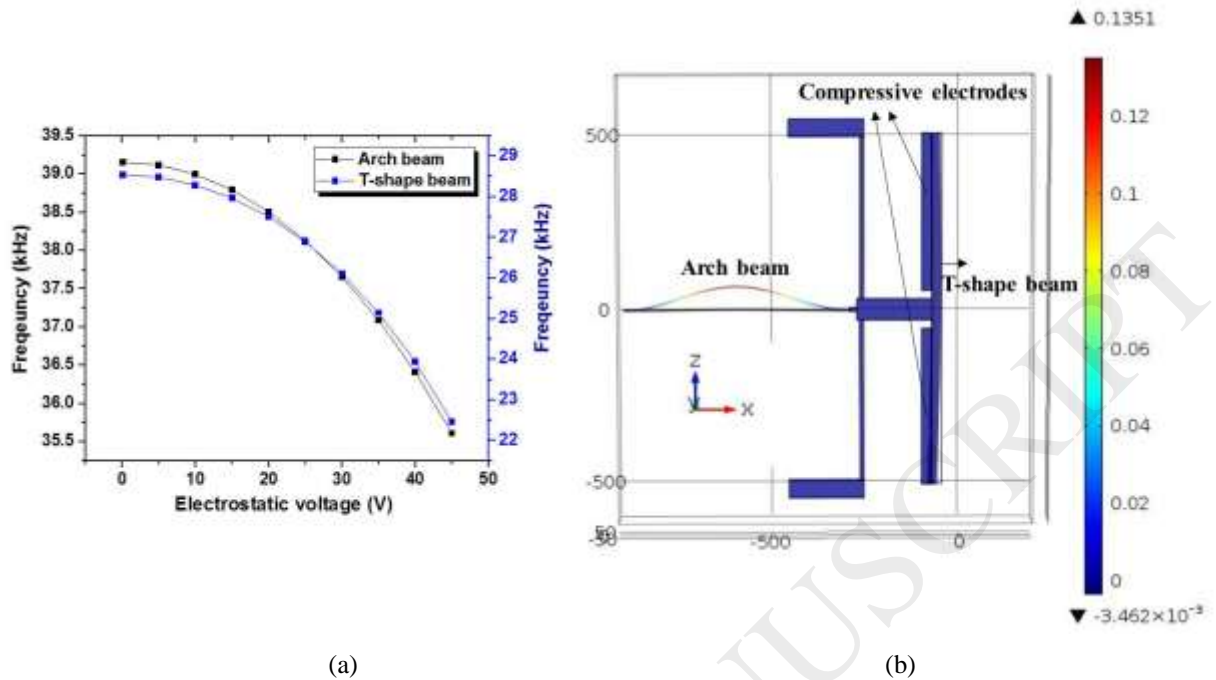 39.5
39.0
38.5
38.0
37.5
37.0
36.5
36.0
35.5
Freqeuncy (kHz)
Arch beam
T-shape beam
29
28
27
26
25
24
23
22
Freqeuncy (kHz)
0 10 20 30 40 50
Electrostatic voltage (V)
(a)
▲ 0.1351
Compressive electrodes
500
Arch beam
T-shape beam
0
Z
Y
X
-500
-500 0
0.12
0.1
0.08
0.06
0.04
0.02
0
▼ -3.462×10⁻³
(b)
NUSCRIPT